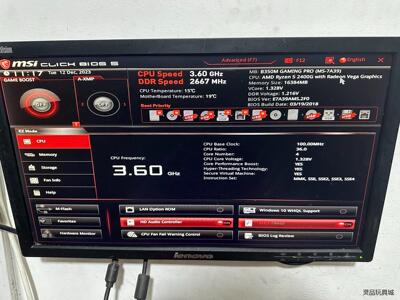 msi CLICK BIOS 5
Advanced (F7)
F12
English
X
11:17 Tue 12 Dec, 2023
GAME BOOST
A-XMP
CPU Speed 3.60 GHz
DDR Speed 2667 MHz
CPU Temperature: 15°C
MotherBoard Temperature: 19°C
MB: B350M GAMING PRO (MS-7A39)
CPU: AMD Ryzen 5 2400G with Radeon Vega Graphics
Memory Size: 16384MB
VCore: 1.328V
DDR Voltage: 1.216V
BIOS Ver: E7A39AMS.2F0
BIOS Build Date: 03/19/2018
Boot Priority
EZ Mode
CPU
Memory
Storage
Fan Info
Help
CPU Frequency:
3.60 GHz
CPU Base Clock: 100.00MHz
CPU Ratio: 36.0
Core Number: 4
CPU Core Voltage: 1.328V
Core Performance Boost: YES
Hyper-Threading Technology: YES
Secure Virtual Machine: YES
Instruction Set: MMX, SSE, SSE2, SSE3, SSE4
M-Flash
Favorites
Hardware Monitor
LAN Option ROM
HD Audio Controller
CPU Fan Fail Warning Control
Windows 10 WHQL Support
BIOS Log Review
lenovo
灵品玩具城